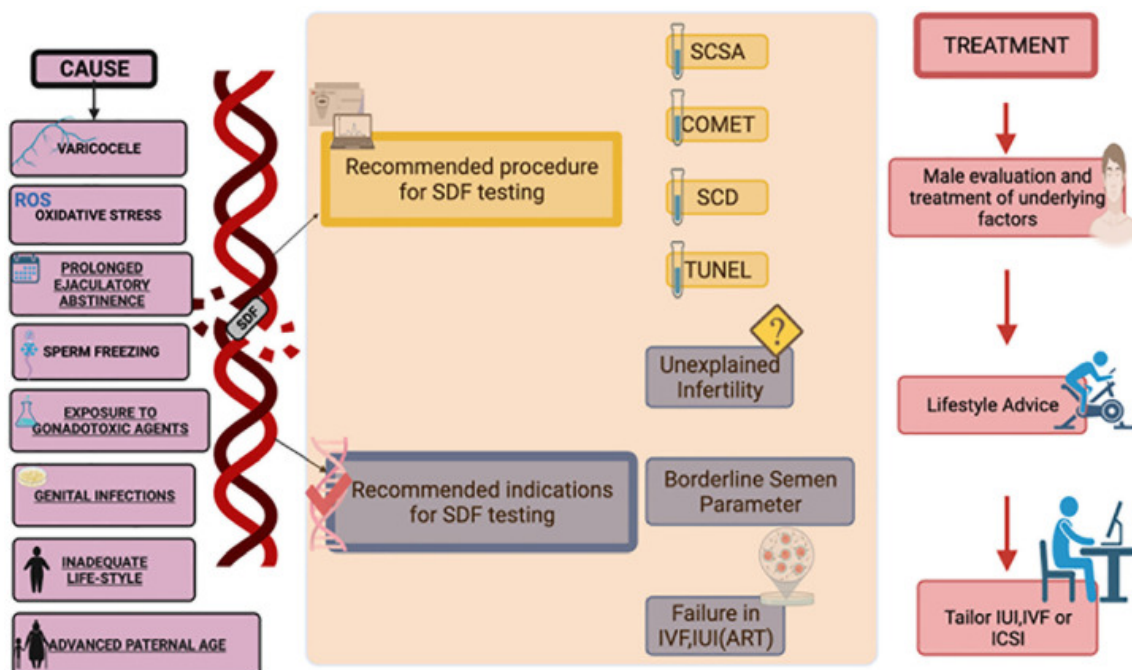 CAUSE
VARICOCELE
ROS
OXIDATIVE STRESS
PROLONGED
EJACULATORY
ABSTINENCE
SPERM FREEZING
EXPOSURE TO
GONADOTOXIC AGENTS
GENITAL INFECTIONS
INADEQUATE
LIFE-STYLE
ADVANCED PATERNAL AGE
SDF
Recommended procedure
for SDF testing
SCSA
COMET
SCD
TUNEL
Recommended indications
for SDF testing
?
Unexplained
Infertility
Borderline Semen
Parameter
Failure in
IVF,IUI(ART)
TREATMENT
Male evaluation and
treatment of underlying
factors
Lifestyle Advice
Tailor IUI,IVF or
ICSI